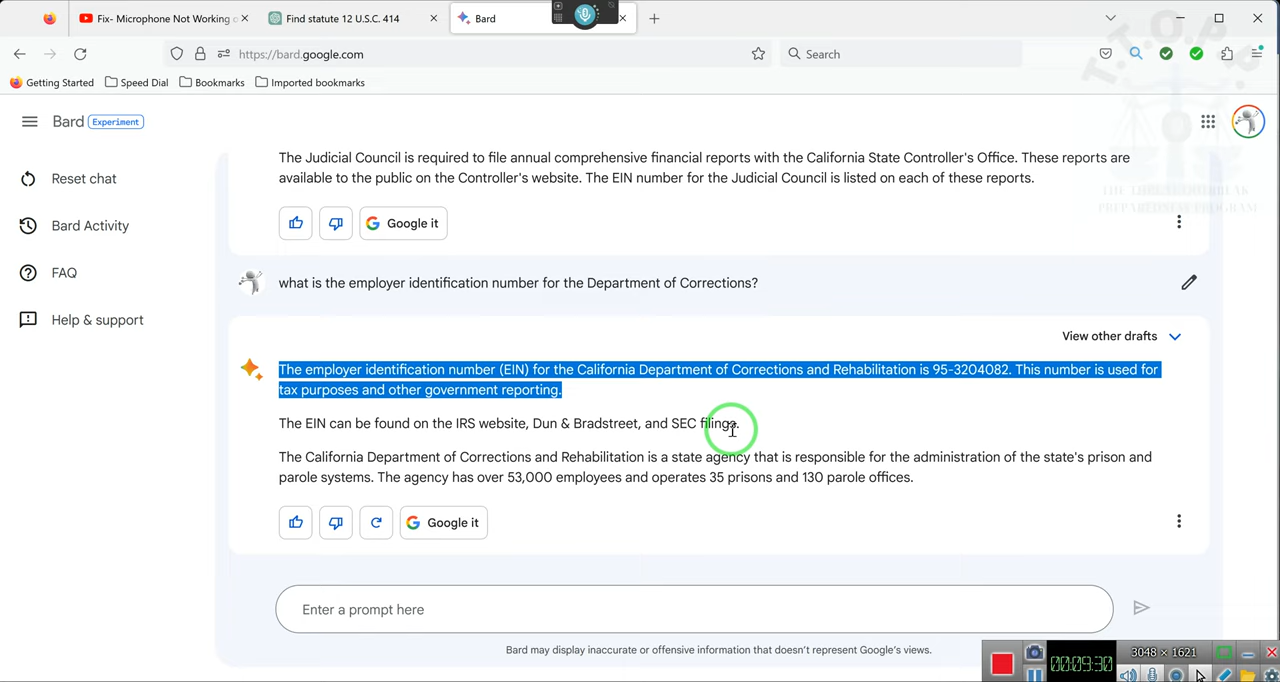 Fix- Microphone Not Working o
Find statute 12 U.S.C. 414
Bard
https://bard.google.com
Search
Getting Started
Speed Dial
Bookmarks
Imported bookmarks
T.T.O.P.P.
Bard Experiment
Reset chat
Bard Activity
FAQ
Help & support
The Judicial Council is required to file annual comprehensive financial reports with the California State Controller's Office. These reports are
available to the public on the Controller's website. The EIN number for the Judicial Council is listed on each of these reports.
Google it
what is the employer identification number for the Department of Corrections?
View other drafts
The employer identification number (EIN) for the California Department of Corrections and Rehabilitation is 95-3204082. This number is used for
tax purposes and other government reporting.
The EIN can be found on the IRS website, Dun & Bradstreet, and SEC filings.
The California Department of Corrections and Rehabilitation is a state agency that is responsible for the administration of the state's prison and
parole systems. The agency has over 53,000 employees and operates 35 prisons and 130 parole offices.
Google it
Enter a prompt here
Bard may display inaccurate or offensive information that doesn't represent Google's views.
3048 × 1621
00:09:30